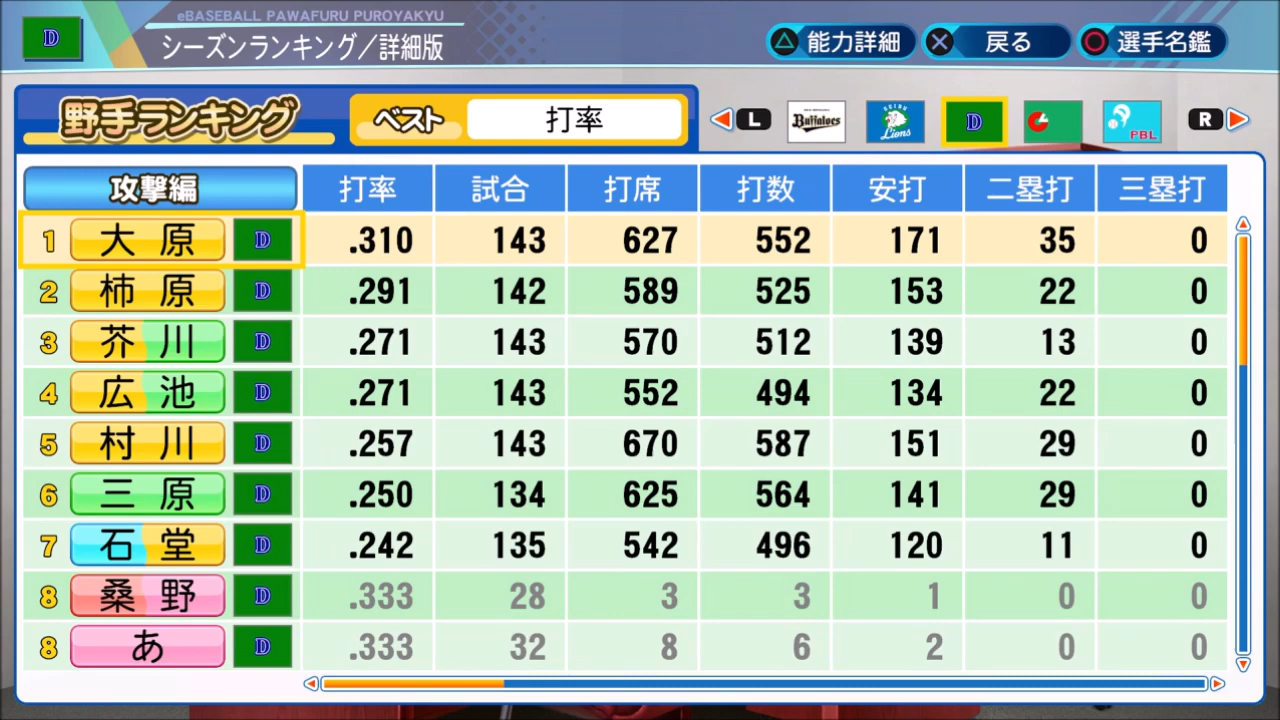 eBASEBALL PAWAFURU PUROYAKYU
D シーズンランキング／詳細版 △ 能力詳細 × 戻る ○ 選手名鑑
野手ランキング ベスト 打率 L Buffaloes SEIBU Lions D PBL R
攻撃編 打率 試合 打席 打数 安打 二塁打 三塁打
1 大原 D .310 143 627 552 171 35 0
2 柿原 D .291 142 589 525 153 22 0
3 芥川 D .271 143 570 512 139 13 0
4 広池 D .271 143 552 494 134 22 0
5 村川 D .257 143 670 587 151 29 0
6 三原 D .250 134 625 564 141 29 0
7 石堂 D .242 135 542 496 120 11 0
8 桑野 D .333 28 3 3 1 0 0
8 あ D .333 32 8 6 2 0 0